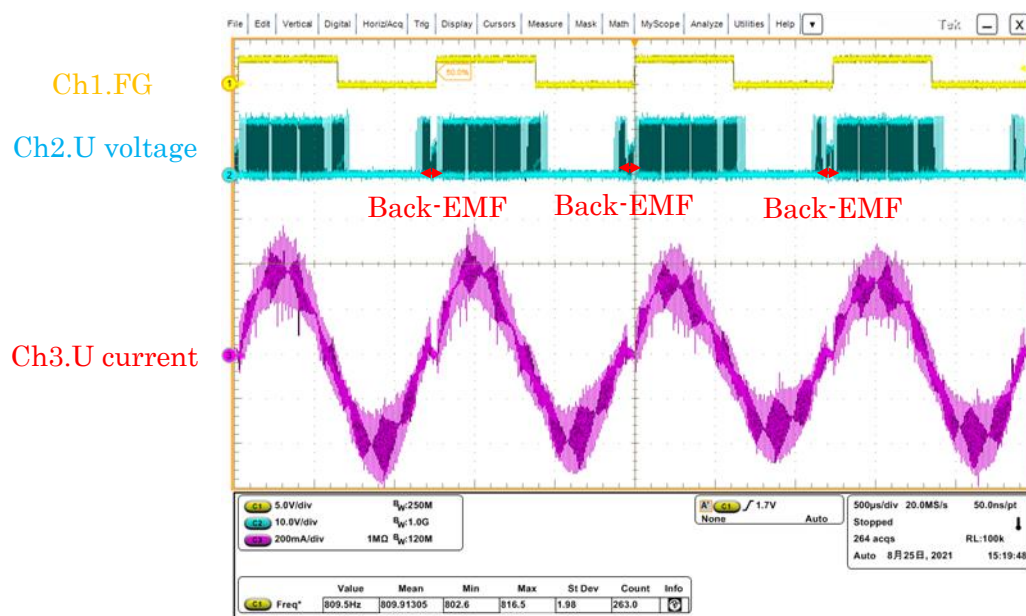 File Edit Vertical Digital Horiz/Acq Trig Display Cursors Measure Mask Math MyScope Analyze Utilities Help Tek X
Ch1.FG
1
50.0%
Ch2.U voltage
2
Back-EMF Back-EMF Back-EMF
Ch3.U current
3
C1 5.0V/div BW:250M
C2 10.0V/div BW:1.0G
C3 200mA/div 1MΩ BW:120M
A' C1 1.7V
None Auto
500µs/div 20.0MS/s 50.0ns/pt
Stopped
264 acqs RL:100k
Auto 8月25日, 2021 15:19:48
Value Mean Min Max St Dev Count Info
C1 Freq* 809.5Hz 809.91305 802.6 816.5 1.98 263.0